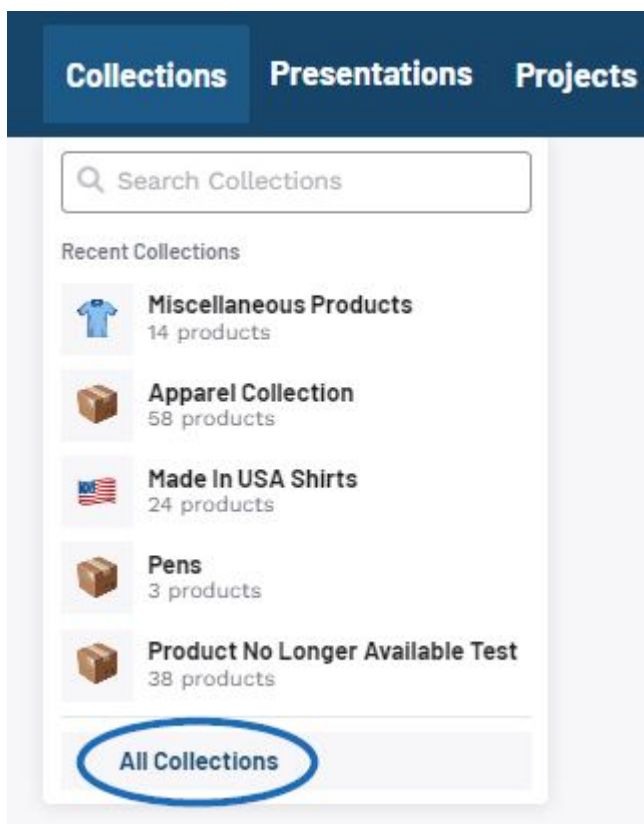 Collections Presentations Projects
Search Collections
Recent Collections
Miscellaneous Products
14 products
Apparel Collection
58 products
Made In USA Shirts
24 products
Pens
3 products
Product No Longer Available Test
38 products
All Collections